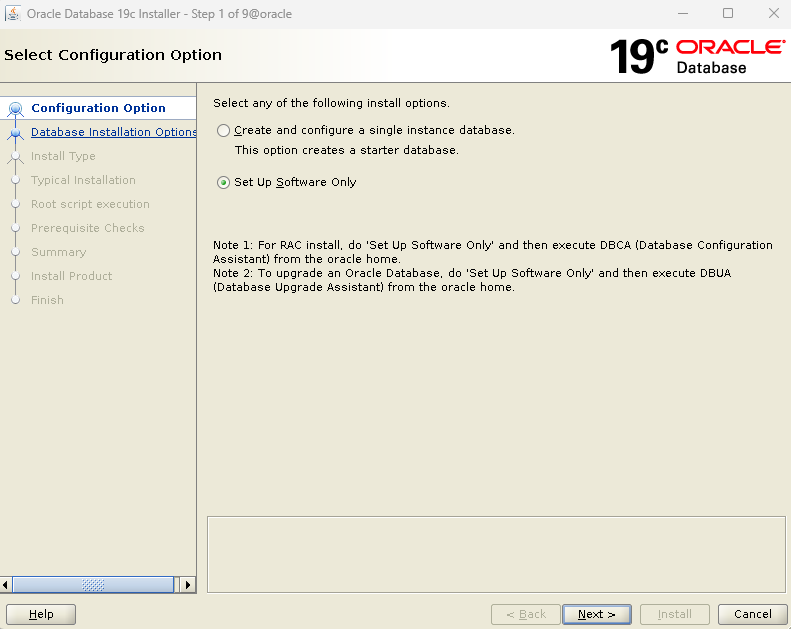 Oracle Database 19c Installer - Step 1 of 9@oracle
Select Configuration Option
19c ORACLE
Database
Configuration Option
Database Installation Options
Install Type
Typical Installation
Root script execution
Prerequisite Checks
Summary
Install Product
Finish
Select any of the following install options.
Create and configure a single instance database.
This option creates a starter database.
Set Up Software Only
Note 1: For RAC install, do 'Set Up Software Only' and then execute DBCA (Database Configuration
Assistant) from the oracle home.
Note 2: To upgrade an Oracle Database, do 'Set Up Software Only' and then execute DBUA
(Database Upgrade Assistant) from the oracle home.
Help
< Back
Next >
Install
Cancel